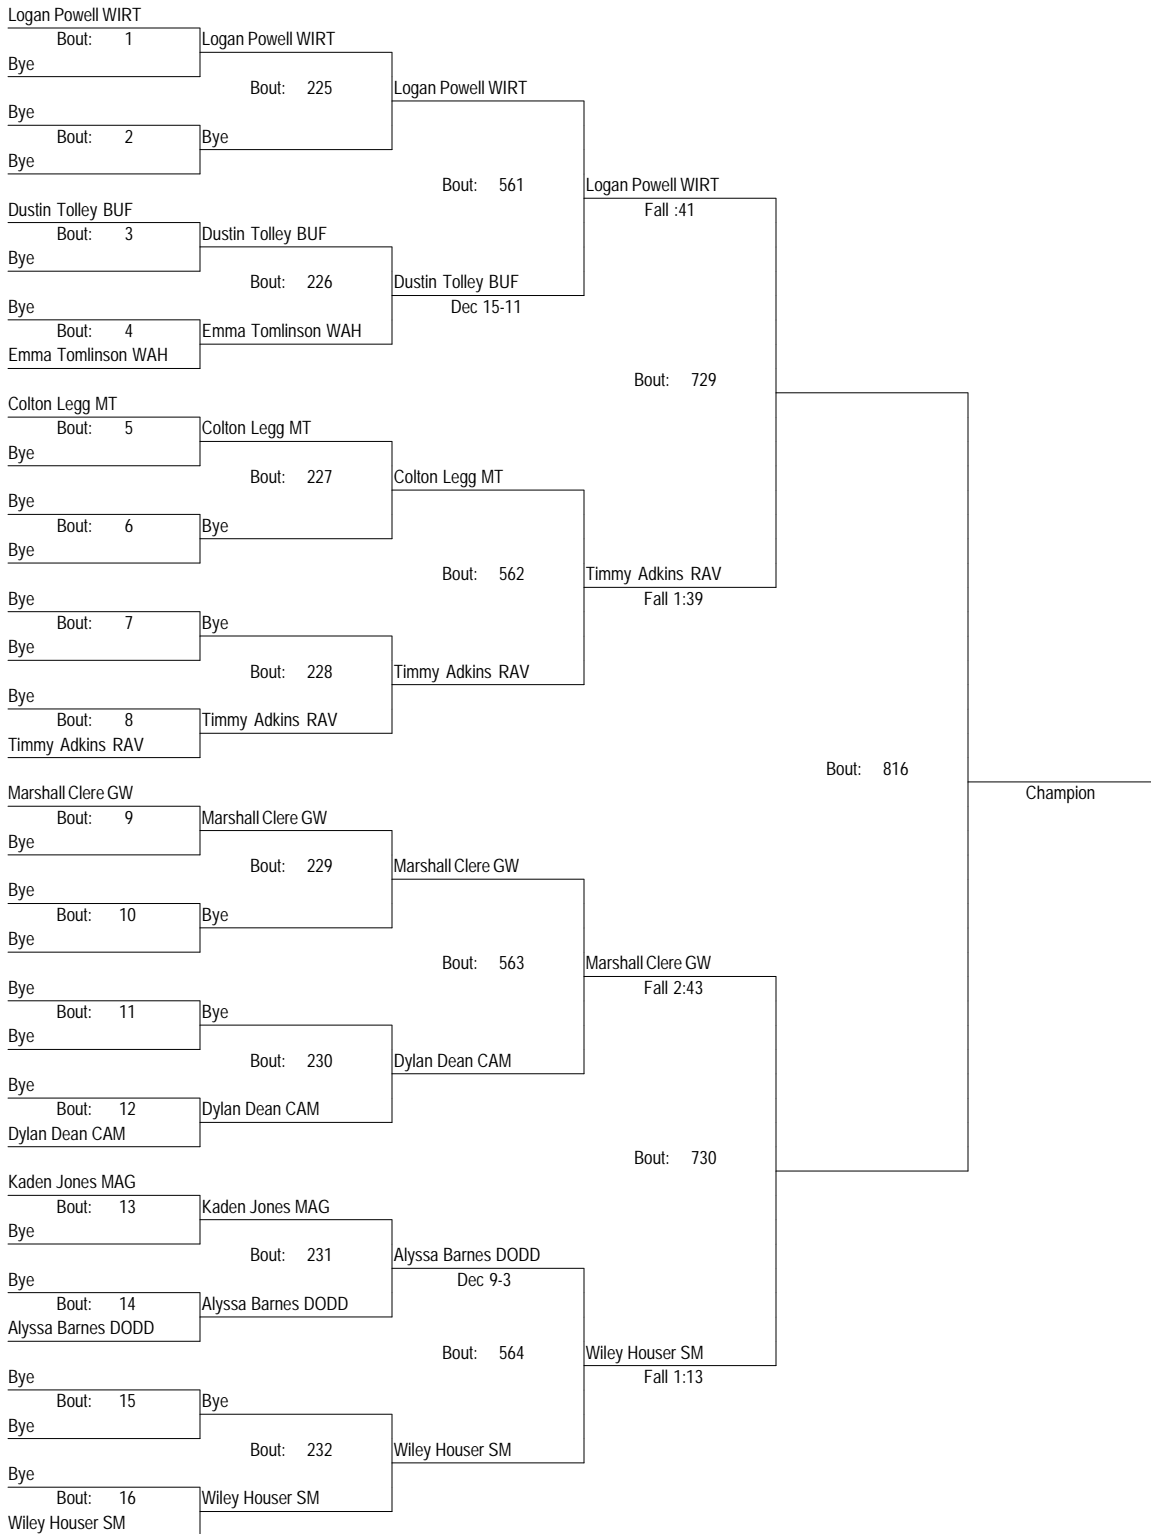 Logan Powell WIRT
Bout: 1
Logan Powell WIRT
Bye
Bout: 225
Logan Powell WIRT
Bye
Bout: 2
Bye
Bye
Bout: 561
Logan Powell WIRT
Fall :41
Dustin Tolley BUF
Bout: 3
Dustin Tolley BUF
Bye
Bout: 226
Dustin Tolley BUF
Dec 15-11
Bye
Bout: 4
Emma Tomlinson WAH
Emma Tomlinson WAH
Bout: 729
Colton Legg MT
Bout: 5
Colton Legg MT
Bye
Bout: 227
Colton Legg MT
Bye
Bout: 6
Bye
Bye
Bout: 562
Timmy Adkins RAV
Fall 1:39
Bye
Bout: 7
Bye
Bye
Bout: 228
Timmy Adkins RAV
Bye
Bout: 8
Timmy Adkins RAV
Timmy Adkins RAV
Bout: 816
Champion
Marshall Clere GW
Bout: 9
Marshall Clere GW
Bye
Bout: 229
Marshall Clere GW
Bye
Bout: 10
Bye
Bye
Bout: 563
Marshall Clere GW
Fall 2:43
Bye
Bout: 11
Bye
Bye
Bout: 230
Dylan Dean CAM
Bye
Bout: 12
Dylan Dean CAM
Dylan Dean CAM
Bout: 730
Kaden Jones MAG
Bout: 13
Kaden Jones MAG
Bye
Bout: 231
Alyssa Barnes DODD
Dec 9-3
Bye
Bout: 14
Alyssa Barnes DODD
Alyssa Barnes DODD
Bout: 564
Wiley Houser SM
Fall 1:13
Bye
Bout: 15
Bye
Bye
Bout: 232
Wiley Houser SM
Bye
Bout: 16
Wiley Houser SM
Wiley Houser SM